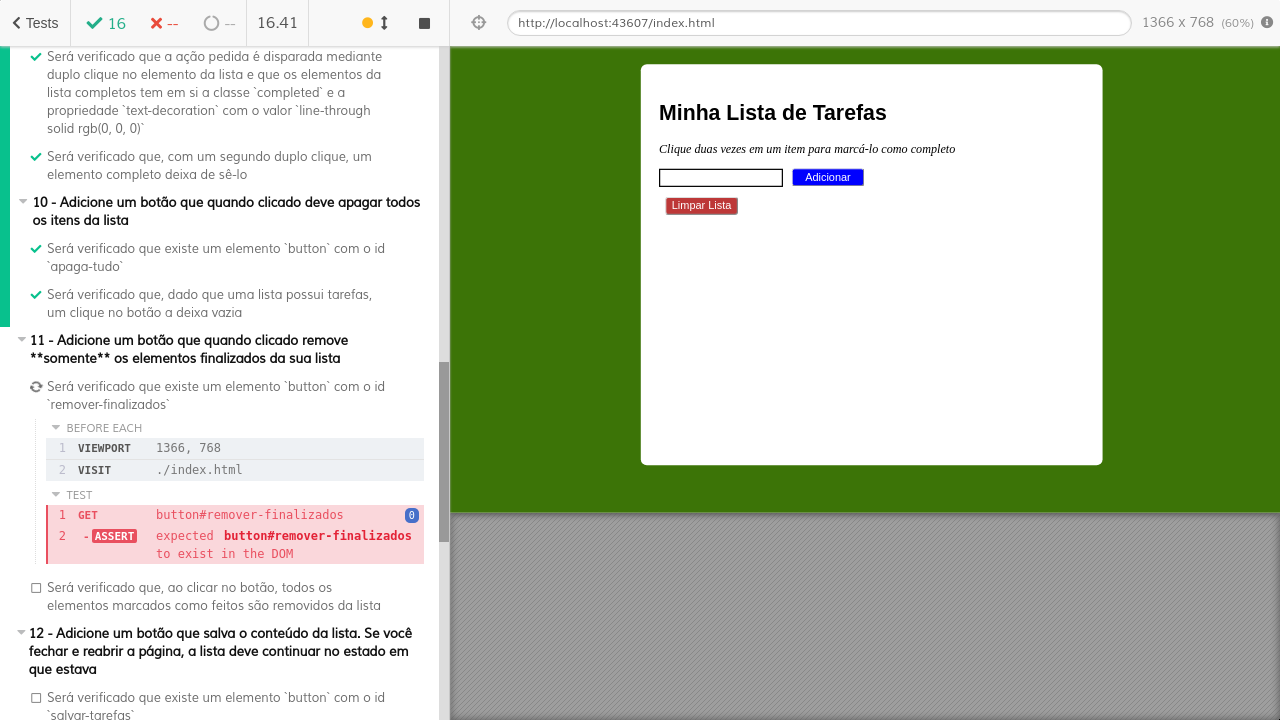 Tests
16
--
--
16.41
http://localhost:43607/index.html
1366 x 768 (60%)
Será verificado que a ação pedida é disparada mediante
duplo clique no elemento da lista e que os elementos da
lista completos tem em si a classe `completed` e a
propriedade `text-decoration` com o valor `line-through
solid rgb(0, 0, 0)`
Será verificado que, com um segundo duplo clique, um
elemento completo deixa de sê-lo
10 - Adicione um botão que quando clicado deve apagar todos
os itens da lista
Será verificado que existe um elemento `button` com o id
`apaga-tudo`
Será verificado que, dado que uma lista possui tarefas,
um clique no botão a deixa vazia
11 - Adicione um botão que quando clicado remove
**somente** os elementos finalizados da sua lista
Será verificado que existe um elemento `button` com o id
`remover-finalizados`
BEFORE EACH
1 VIEWPORT 1366, 768
2 VISIT ./index.html
TEST
1 GET button#remover-finalizados 0
2 -ASSERT expected button#remover-finalizados
to exist in the DOM
Será verificado que, ao clicar no botão, todos os
elementos marcados como feitos são removidos da lista
12 - Adicione um botão que salva o conteúdo da lista. Se você
fechar e reabrir a página, a lista deve continuar no estado em
que estava
Será verificado que existe um elemento `button` com o id
`salvar-tarefas`
Minha Lista de Tarefas
Clique duas vezes em um item para marcá-lo como completo
Adicionar
Limpar Lista